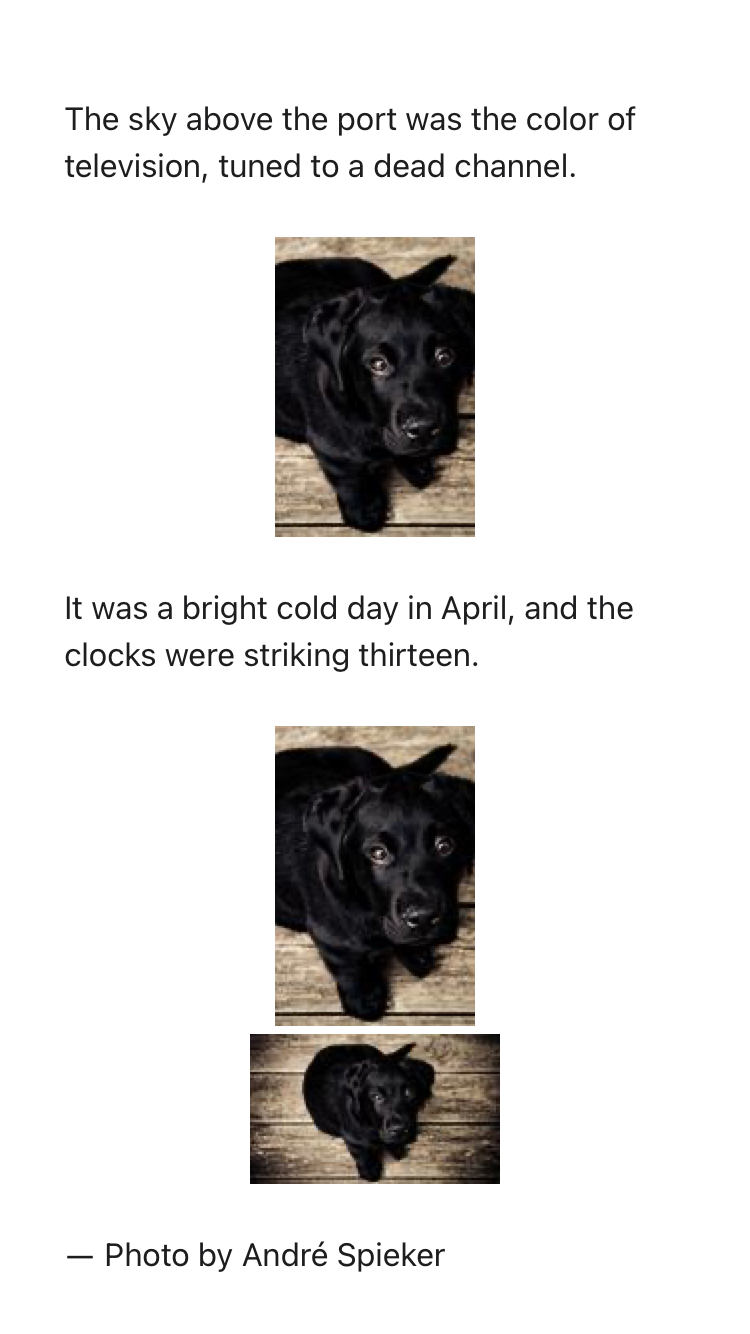 The sky above the port was the color of
television, tuned to a dead channel.
It was a bright cold day in April, and the
clocks were striking thirteen.
— Photo by André Spieker